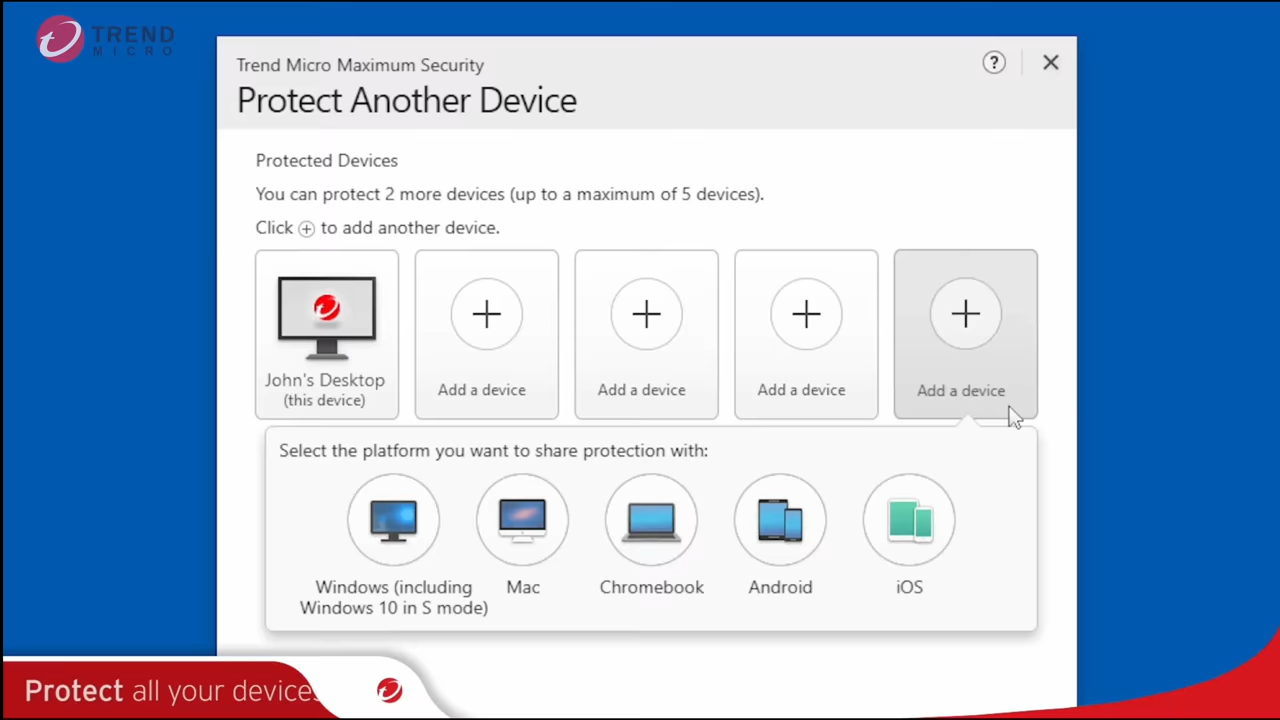 TREND
MICRO
Trend Micro Maximum Security
?
Protect Another Device
Protected Devices
You can protect 2 more devices (up to a maximum of 5 devices).
Click + to add another device.
John's Desktop
(this device)
Add a device
Add a device
Add a device
Add a device
Select the platform you want to share protection with:
Windows (including
Windows 10 in S mode)
Mac
Chromebook
Android
iOS
Protect all your devices